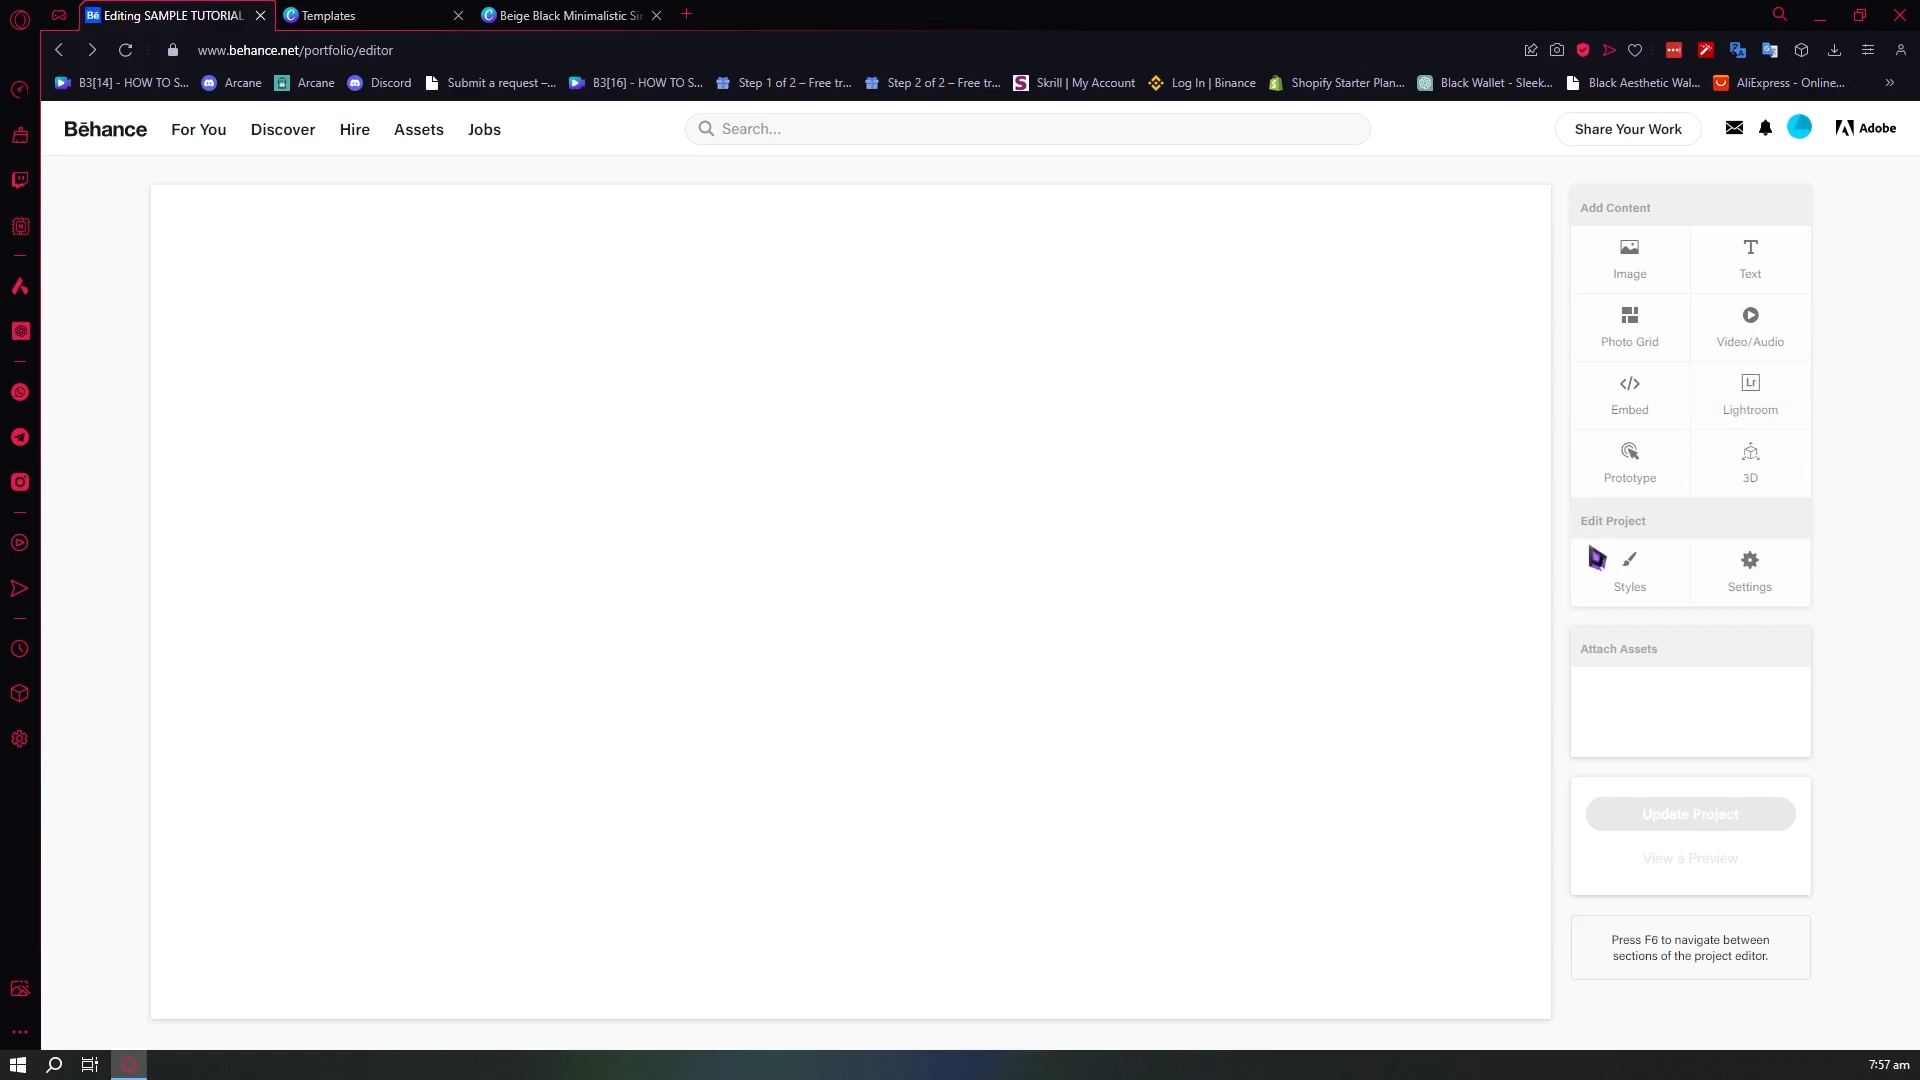 Bē Editing SAMPLE TUTORIAL
Templates
Beige Black Minimalistic Sir
www.behance.net/portfolio/editor
B3[14] - HOW TO S...
Arcane
Arcane
Discord
Submit a request –...
B3[16] - HOW TO S...
Step 1 of 2 – Free tr...
Step 2 of 2 – Free tr...
Skrill | My Account
Log In | Binance
Shopify Starter Plan...
Black Wallet - Sleek...
Black Aesthetic Wal...
AliExpress - Online...
Bēhance
For You
Discover
Hire
Assets
Jobs
Search...
Share Your Work
Adobe
Add Content
Image
Text
Photo Grid
Video/Audio
Embed
Lr
Lightroom
Prototype
3D
Edit Project
Styles
Settings
Attach Assets
Update Project
View a Preview
Press F6 to navigate between
sections of the project editor.
7:57 am